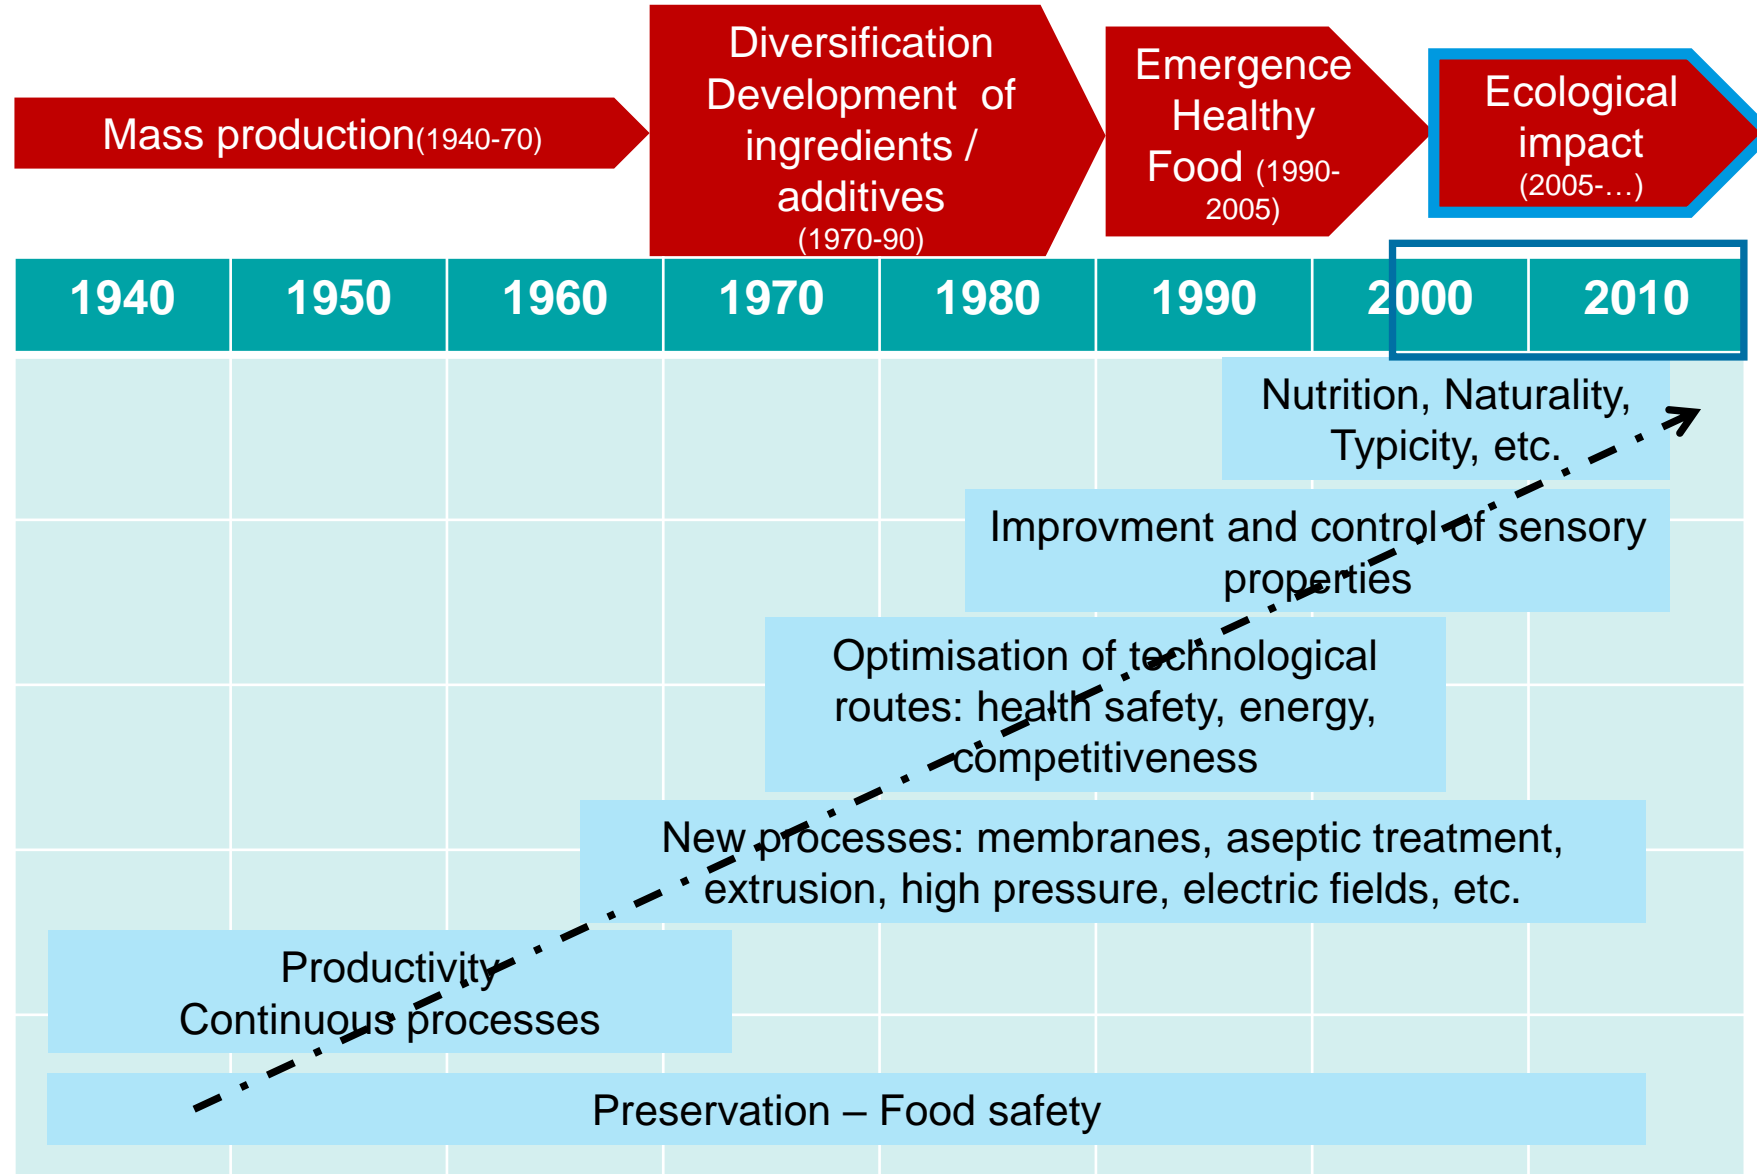 Mass production(1940-70)
Diversification
Development of
ingredients /
additives
(1970-90)
Emergence
Healthy
Food (1990-
2005)
Ecological
impact
(2005-…)
1940 1950 1960 1970 1980 1990 2000 2010
Nutrition, Naturality,
Typicity, etc.
Improvment and control of sensory
properties
Optimisation of technological
routes: health safety, energy,
competitiveness
New processes: membranes, aseptic treatment,
extrusion, high pressure, electric fields, etc.
Productivity
Continuous processes
Preservation – Food safety